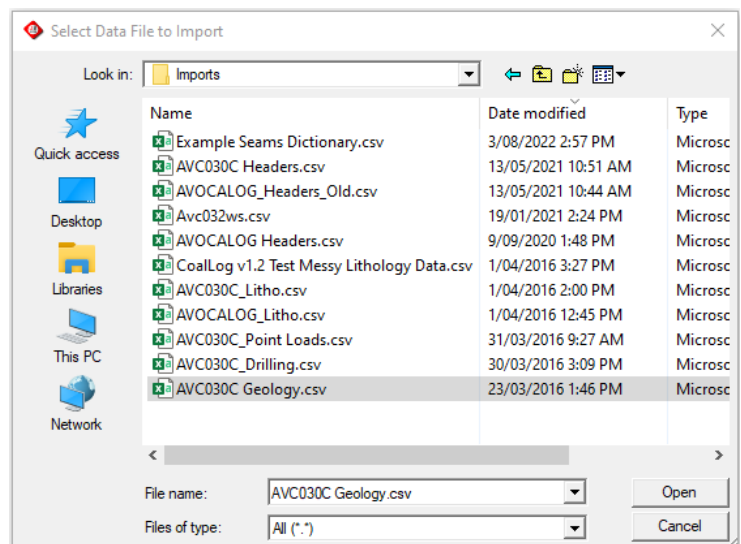 Select Data File to Import
Look in: Imports
Name Date modified Type
Example Seams Dictionary.csv 3/08/2022 2:57 PM Microsc
AVC030C Headers.csv 13/05/2021 10:51 AM Microsc
AVOCALOG_Headers_Old.csv 13/05/2021 10:44 AM Microsc
Avc032ws.csv 19/01/2021 2:24 PM Microsc
AVOCALOG Headers.csv 9/09/2020 1:48 PM Microsc
CoalLog v1.2 Test Messy Lithology Data.csv 1/04/2016 3:27 PM Microsc
AVC030C_Litho.csv 1/04/2016 2:00 PM Microsc
AVOCALOG_Litho.csv 1/04/2016 12:45 PM Microsc
AVC030C_Point Loads.csv 31/03/2016 9:27 AM Microsc
AVC030C_Drilling.csv 30/03/2016 3:09 PM Microsc
AVC030C Geology.csv 23/03/2016 1:46 PM Microsc
Quick access
Desktop
Libraries
This PC
Network
File name: AVC030C Geology.csv Open
Files of type: All (*.*) Cancel